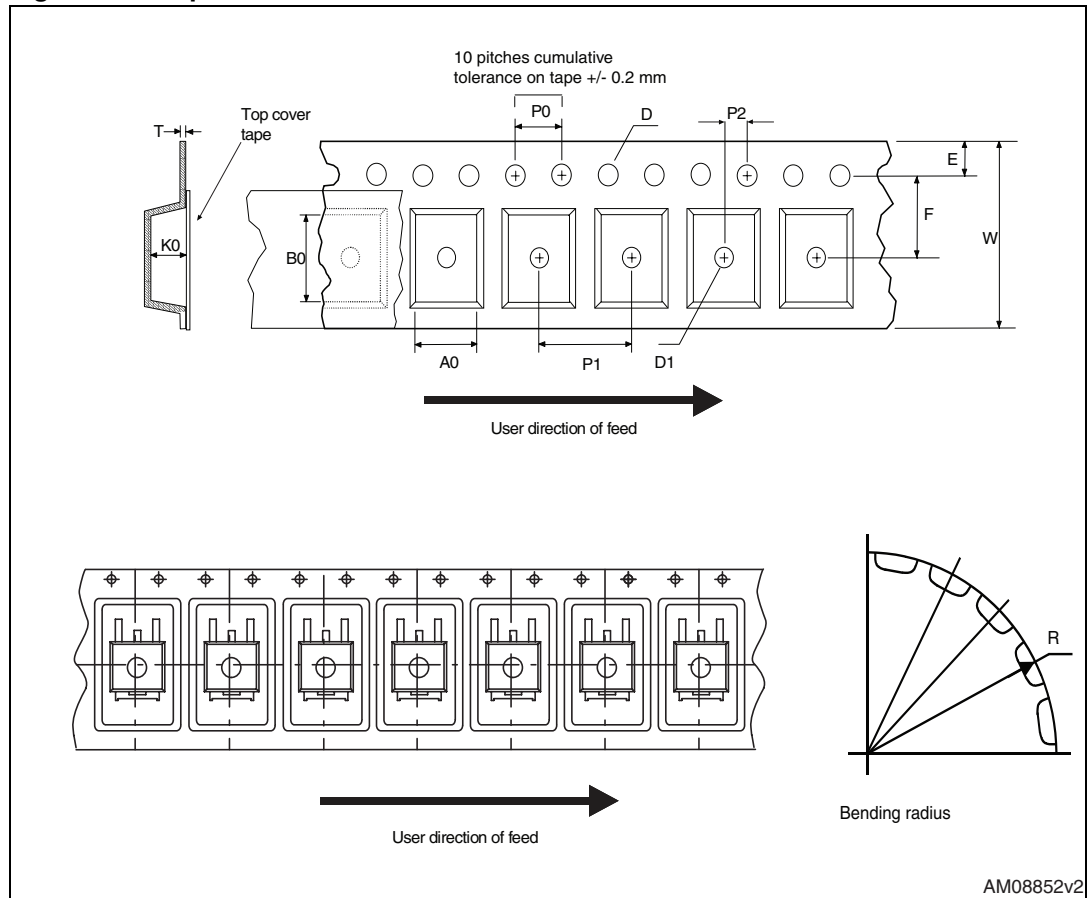 10 pitches cumulative
tolerance on tape +/- 0.2 mm
Top cover
tape
T
P0
D
P2
E
F
W
K0
B0
A0
P1
D1
User direction of feed
R
Bending radius
User direction of feed
AM08852v2